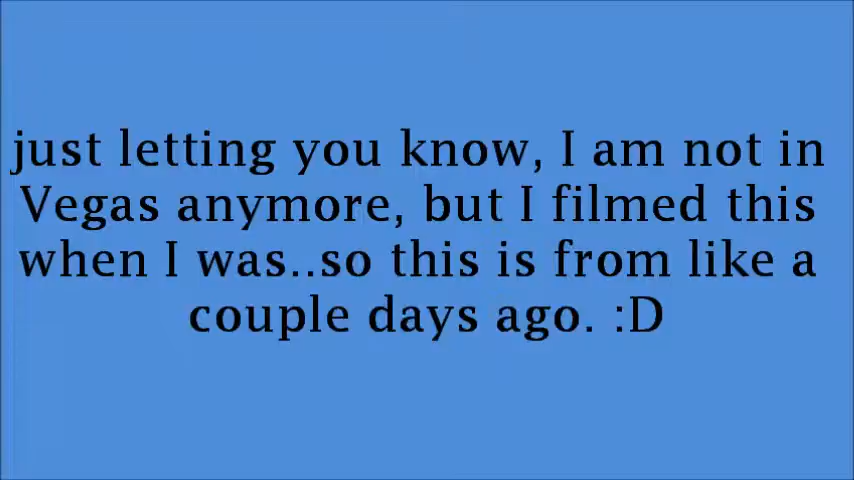 just letting you know, I am not in
Vegas anymore, but I filmed this
when I was..so this is from like a
couple days ago. :D